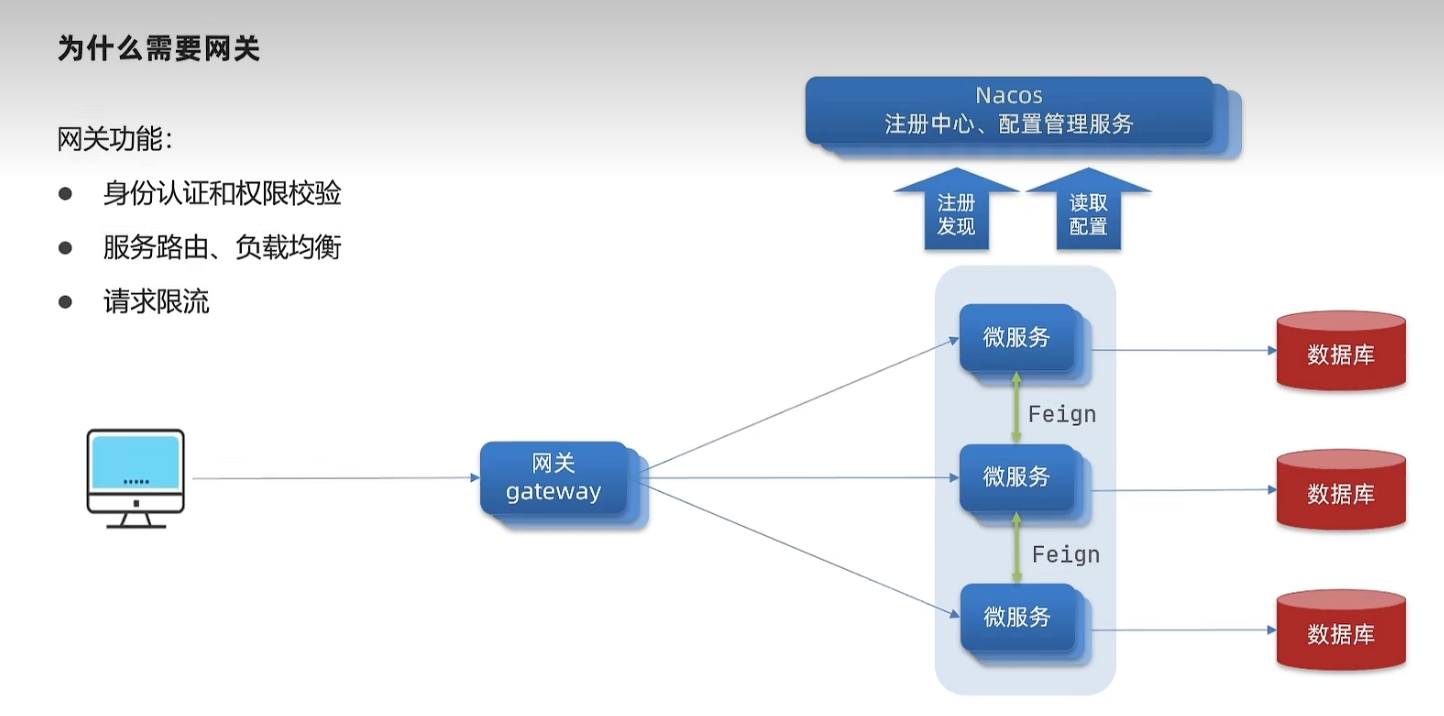 为什么需要网关
网关功能：
● 身份认证和权限校验
● 服务路由、负载均衡
● 请求限流
Nacos
注册中心、配置管理服务
注册
发现
读取
配置
微服务
数据库
Feign
网关
gateway
微服务
数据库
Feign
微服务
数据库